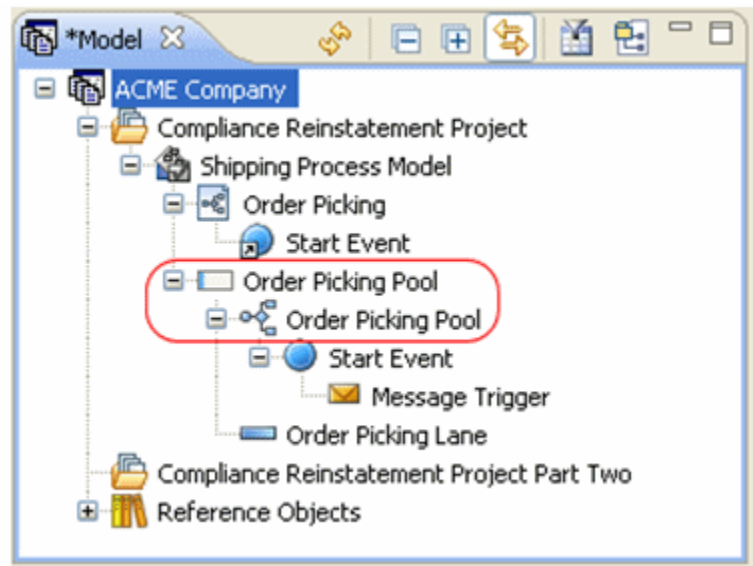 *Model
ACME Company
Compliance Reinstatement Project
Shipping Process Model
Order Picking
Start Event
Order Picking Pool
Order Picking Pool
Start Event
Message Trigger
Order Picking Lane
Compliance Reinstatement Project Part Two
Reference Objects